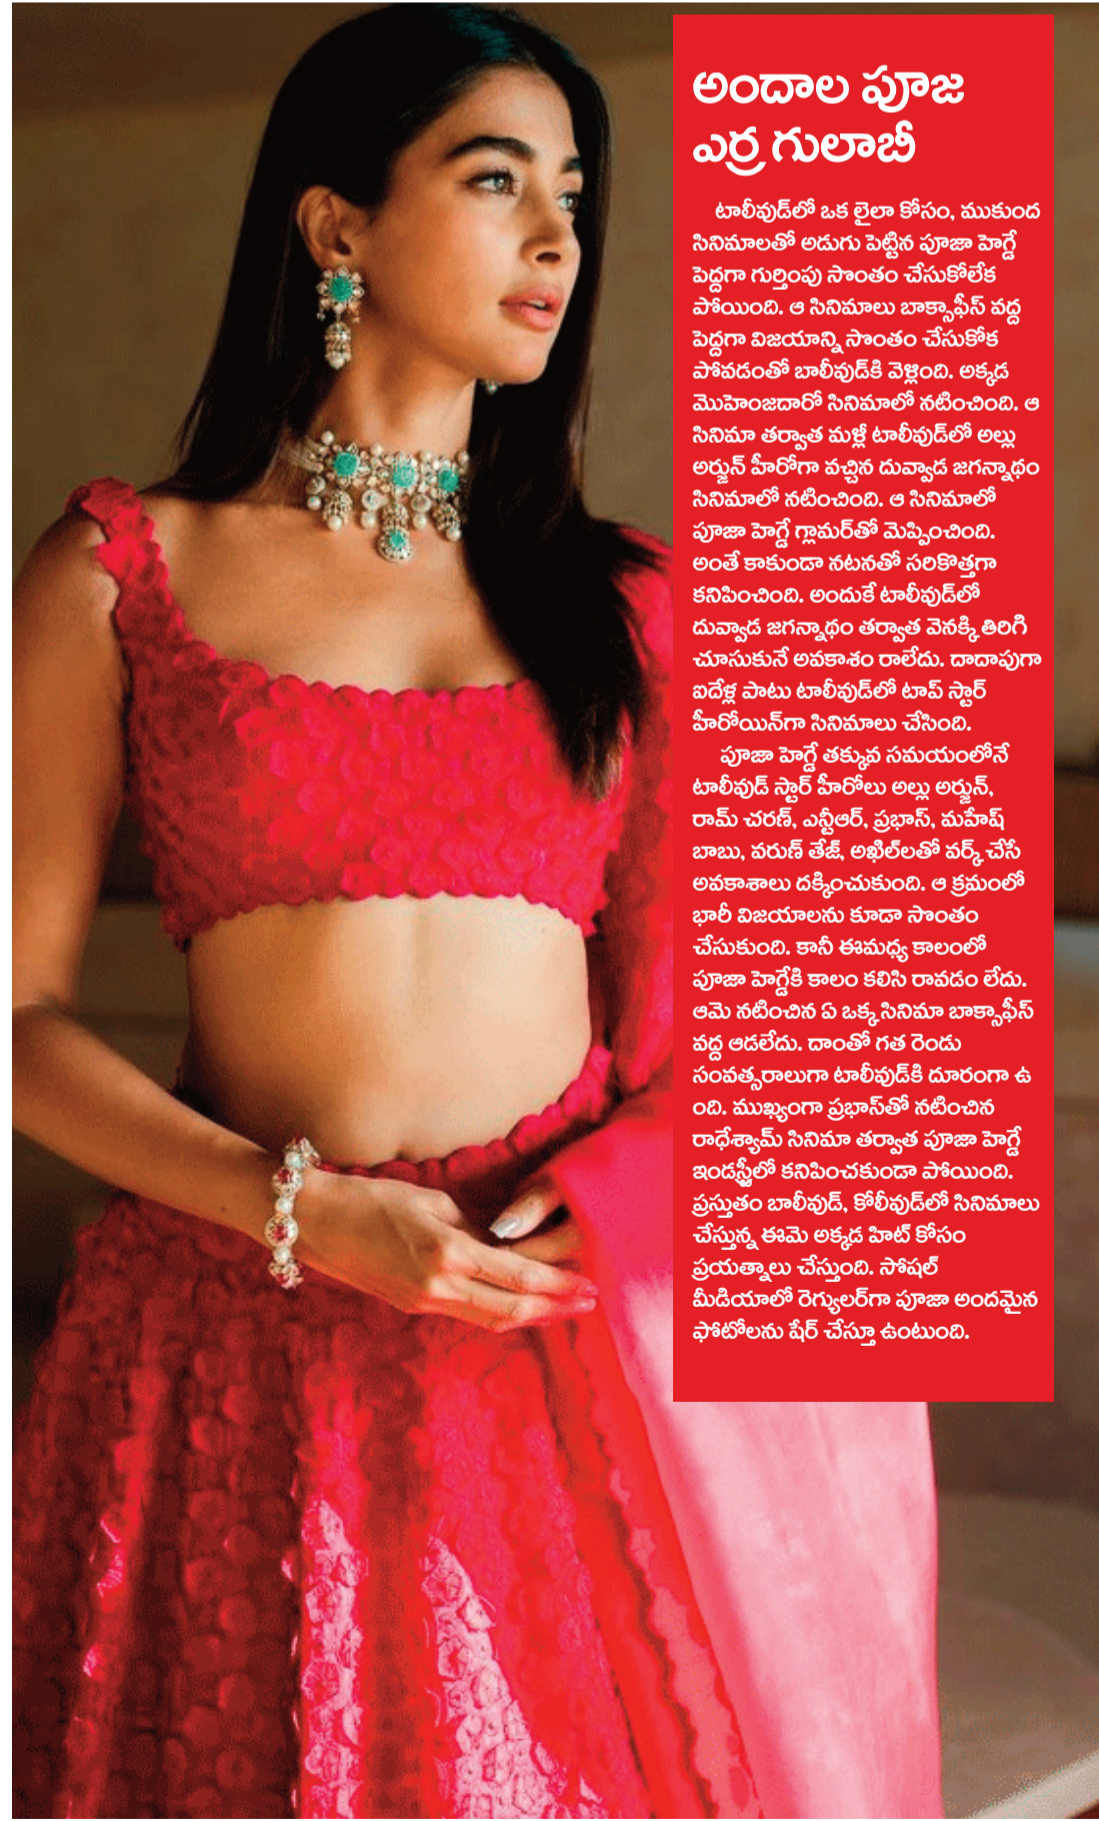 అందాల పూజ
ఎర్ర గులాబీ
టాలీవుడ్‌లో ఒక లైలా కోసం, ముకుంద
సినిమాలతో అడుగు పెట్టిన పూజా హెగ్డే
పెద్దగా గుర్తింపు సొంతం చేసుకోలేక
పోయింది. ఆ సినిమాలు బాక్సాఫీస్ వద్ద
పెద్దగా విజయాన్ని సొంతం చేసుకోక
పోవడంతో బాలీవుడ్‌కి వెళ్లింది. అక్కడ
మొహెంజదారో సినిమాలో నటించింది. ఆ
సినిమా తర్వాత మళ్లీ టాలీవుడ్‌లో అల్లు
అర్జున్ హీరోగా వచ్చిన దువ్వాడ జగన్నాథం
సినిమాలో నటించింది. ఆ సినిమాలో
పూజా హెగ్డే గ్లామర్‌తో మెప్పించింది.
అంతే కాకుండా నటనతో సరికొత్తగా
కనిపించింది. అందుకే టాలీవుడ్‌లో
దువ్వాడ జగన్నాథం తర్వాత వెనక్కి తిరిగి
చూసుకునే అవకాశం రాలేదు. దాదాపుగా
ఐదేళ్ల పాటు టాలీవుడ్‌లో టాప్ స్టార్
హీరోయిన్‌గా సినిమాలు చేసింది.
పూజా హెగ్డే తక్కువ సమయంలోనే
టాలీవుడ్ స్టార్ హీరోలు అల్లు అర్జున్,
రామ్ చరణ్, ఎన్టీఆర్, ప్రభాస్, మహేష్
బాబు, వరుణ్ తేజ్, అఖిల్‌లతో వర్క్ చేసే
అవకాశాలు దక్కించుకుంది. ఆ క్రమంలో
భారీ విజయాలను కూడా సొంతం
చేసుకుంది. కానీ ఈమధ్య కాలంలో
పూజా హెగ్డేకి కాలం కలిసి రావడం లేదు.
ఆమె నటించిన ఏ ఒక్క సినిమా బాక్సాఫీస్
వద్ద ఆడలేదు. దాంతో గత రెండు
సంవత్సరాలుగా టాలీవుడ్‌కి దూరంగా ఉ
ంది. ముఖ్యంగా ప్రభాస్‌తో నటించిన
రాధేశ్యామ్ సినిమా తర్వాత పూజా హెగ్డే
ఇండస్ట్రీలో కనిపించకుండా పోయింది.
ప్రస్తుతం బాలీవుడ్, కోలీవుడ్‌లో సినిమాలు
చేస్తున్న ఈమె అక్కడ హిట్ కోసం
ప్రయత్నాలు చేస్తుంది. సోషల్
మీడియాలో రెగ్యులర్‌గా పూజా అందమైన
ఫోటోలను షేర్ చేస్తూ ఉంటుంది.